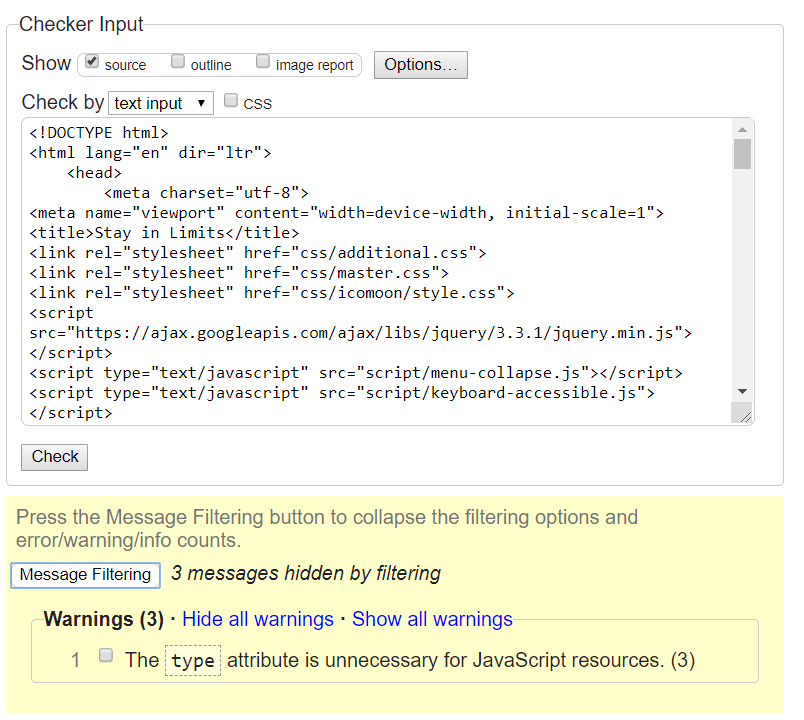 Checker Input
Show source outline image report Options...
Check by text input CSS
<!DOCTYPE html>
<html lang="en" dir="ltr">
<head>
<meta charset="utf-8">
<meta name="viewport" content="width=device-width, initial-scale=1">
<title>Stay in Limits</title>
<link rel="stylesheet" href="css/additional.css">
<link rel="stylesheet" href="css/master.css">
<link rel="stylesheet" href="css/icomoon/style.css">
<script
src="https://ajax.googleapis.com/ajax/libs/jquery/3.3.1/jquery.min.js">
</script>
<script type="text/javascript" src="script/menu-collapse.js"></script>
<script type="text/javascript" src="script/keyboard-accessible.js">
</script>
Check
Press the Message Filtering button to collapse the filtering options and
error/warning/info counts.
Message Filtering 3 messages hidden by filtering
Warnings (3) · Hide all warnings · Show all warnings
1 The type attribute is unnecessary for JavaScript resources. (3)